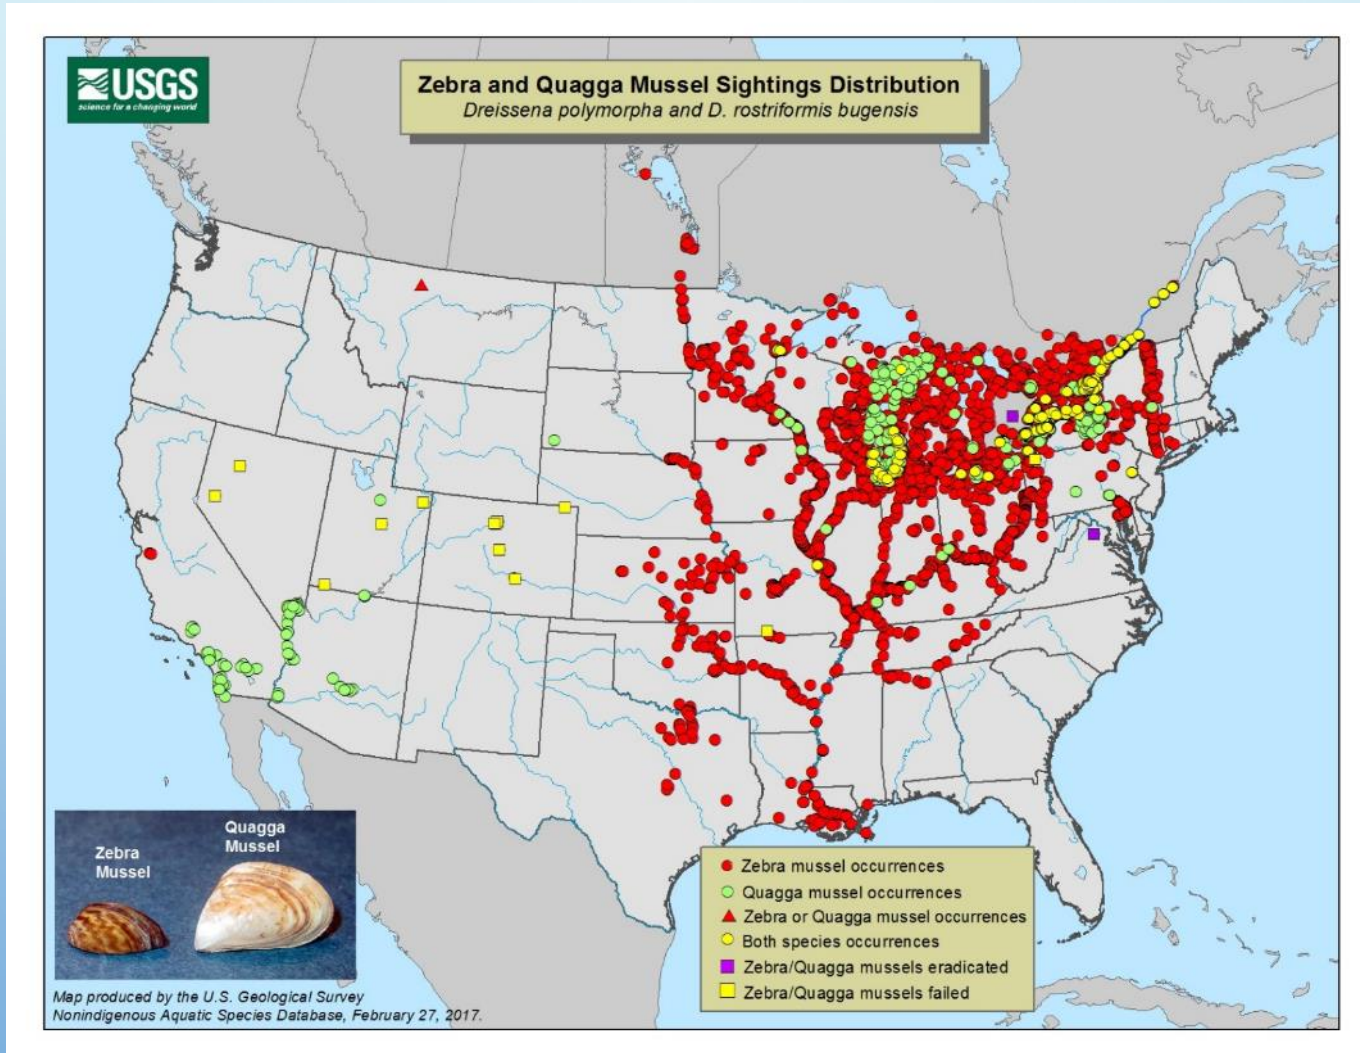 USGS
science for a changing world
Zebra and Quagga Mussel Sightings Distribution
Dreissena polymorpha and D. rostriformis bugensis
Zebra
Mussel
Quagga
Mussel
Zebra mussel occurrences
Quagga mussel occurrences
Zebra or Quagga mussel occurrences
Both species occurrences
Zebra/Quagga mussels eradicated
Zebra/Quagga mussels failed
Map produced by the U.S. Geological Survey
Nonindigenous Aquatic Species Database, February 27, 2017.